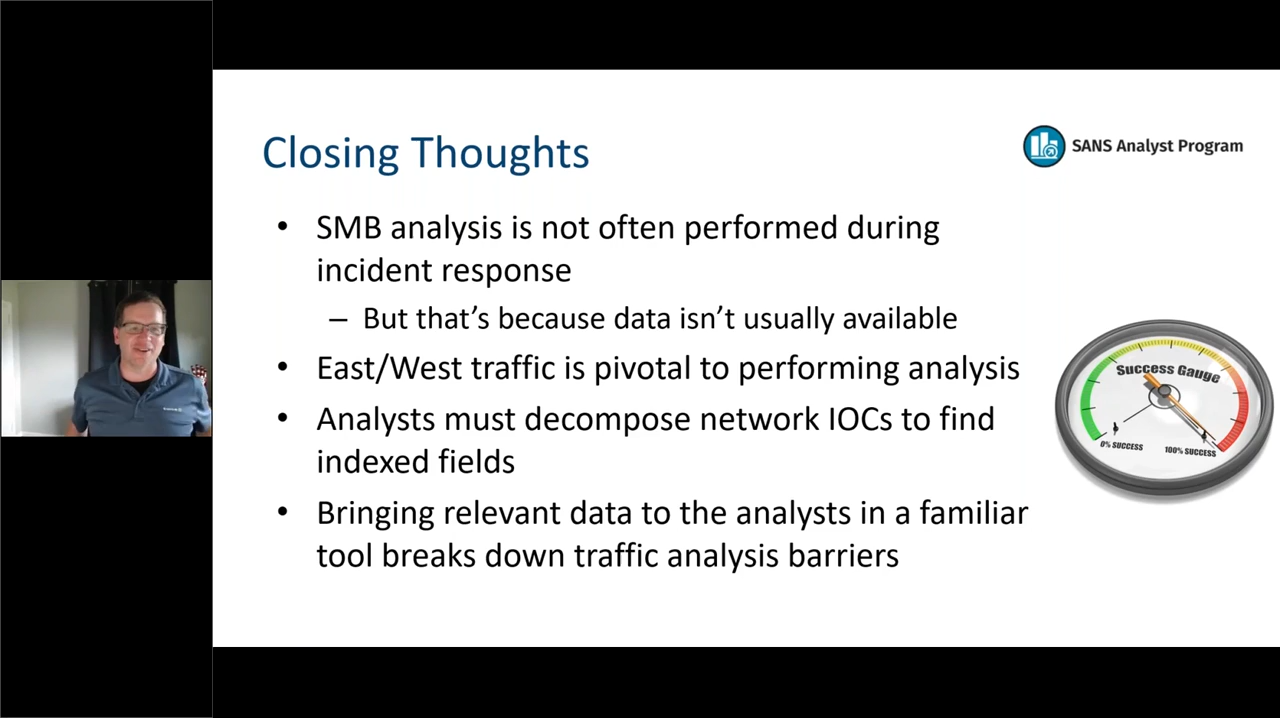 Closing Thoughts
SANS Analyst Program
• SMB analysis is not often performed during
incident response
– But that’s because data isn’t usually available
• East/West traffic is pivotal to performing analysis
• Analysts must decompose network IOCs to find
indexed fields
• Bringing relevant data to the analysts in a familiar
tool breaks down traffic analysis barriers
Success Gauge
0% SUCCESS
100% SUCCESS